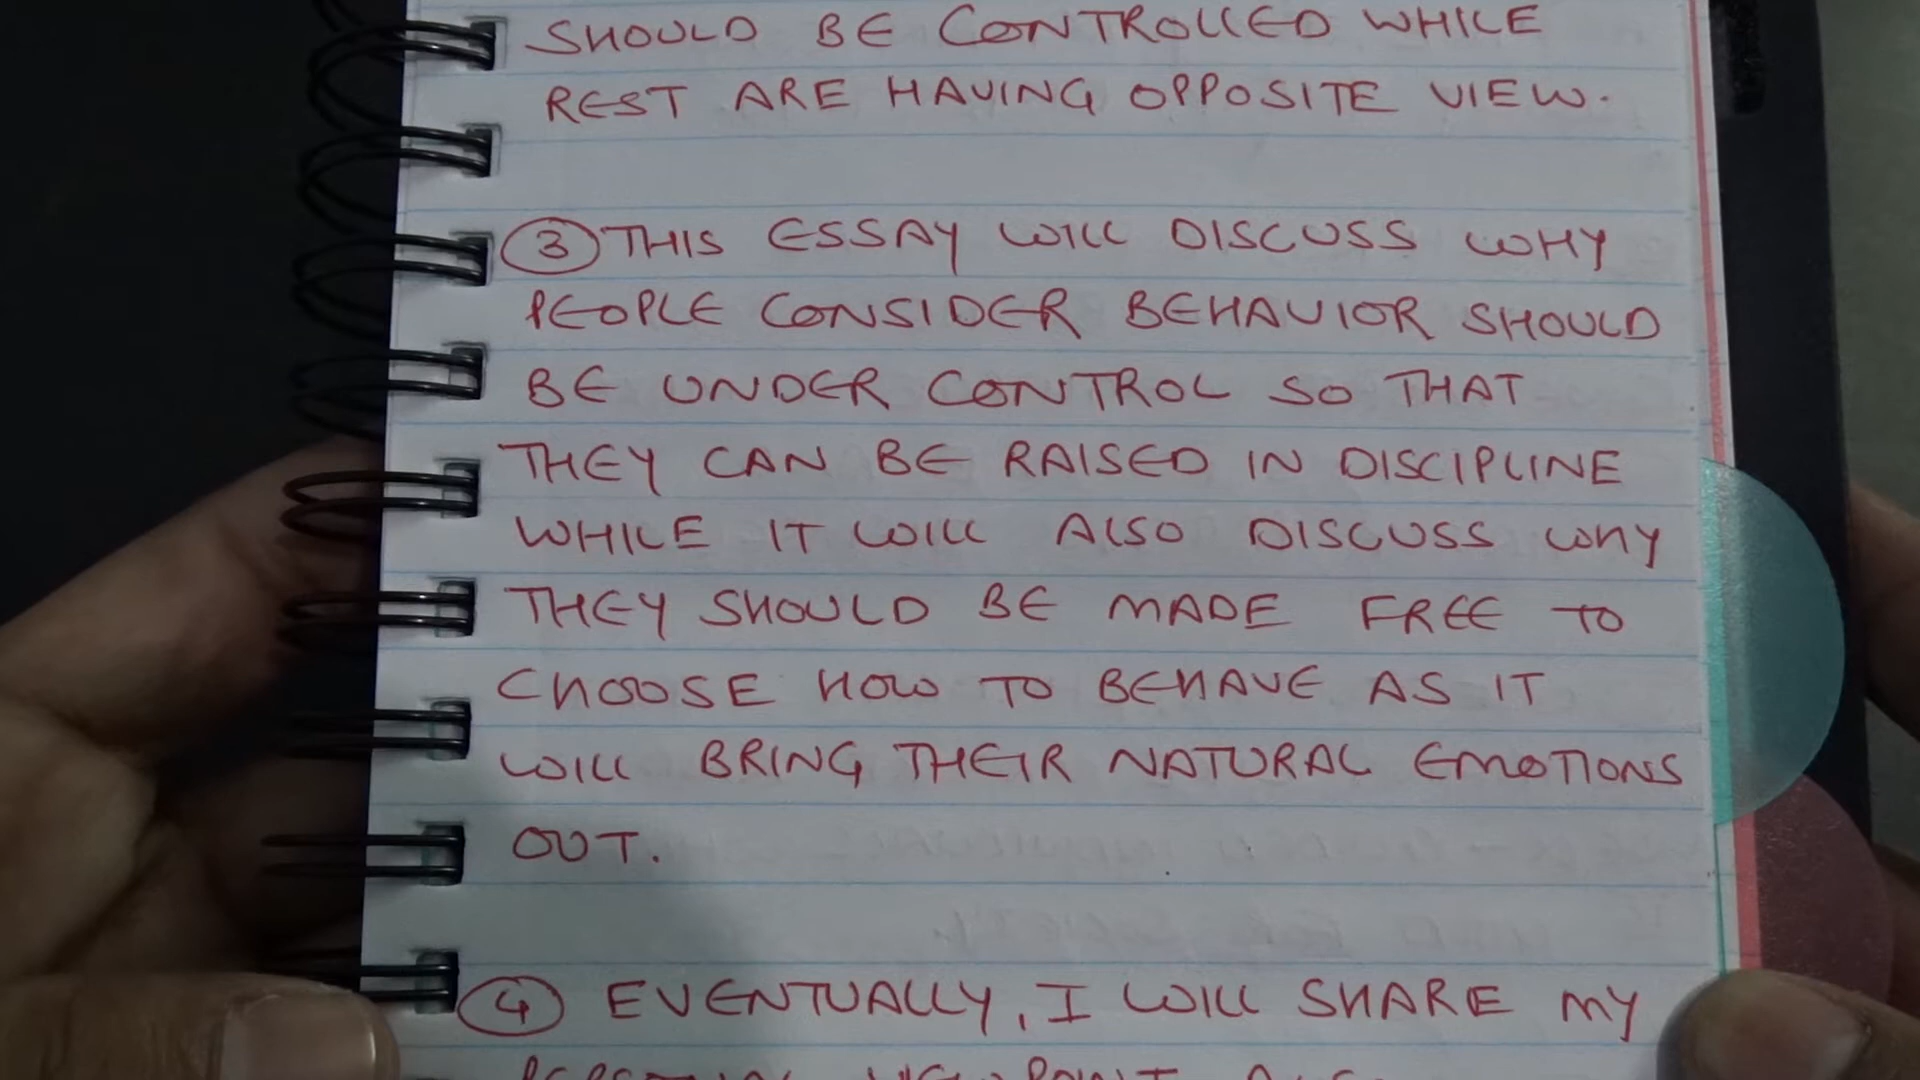 SHOULD BE CONTROLLED WHILE
REST ARE HAVING OPPOSITE VIEW.
3 THIS ESSAY WILL DISCUSS WHY
PEOPLE CONSIDER BEHAVIOR SHOULD
BE UNDER CONTROL SO THAT
THEY CAN BE RAISED IN DISCIPLINE
WHILE IT WILL ALSO DISCUSS WHY
THEY SHOULD BE MADE FREE TO
CHOOSE HOW TO BEHAVE AS IT
WILL BRING THEIR NATURAL EMOTIONS
OUT.
4 EVENTUALLY, I WILL SHARE MY